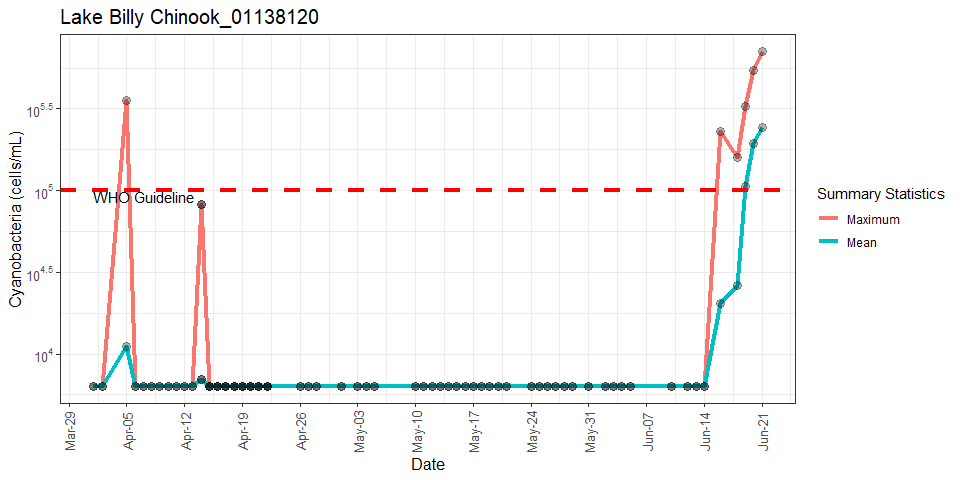 Lake Billy Chinook_01138120
Cyanobacteria (cells/mL)
10^5.5
10^5
10^4.5
10^4
WHO Guideline
Mar-29
Apr-05
Apr-12
Apr-19
Apr-26
May-03
May-10
May-17
May-24
May-31
Jun-07
Jun-14
Jun-21
Date
Summary Statistics
Maximum
Mean